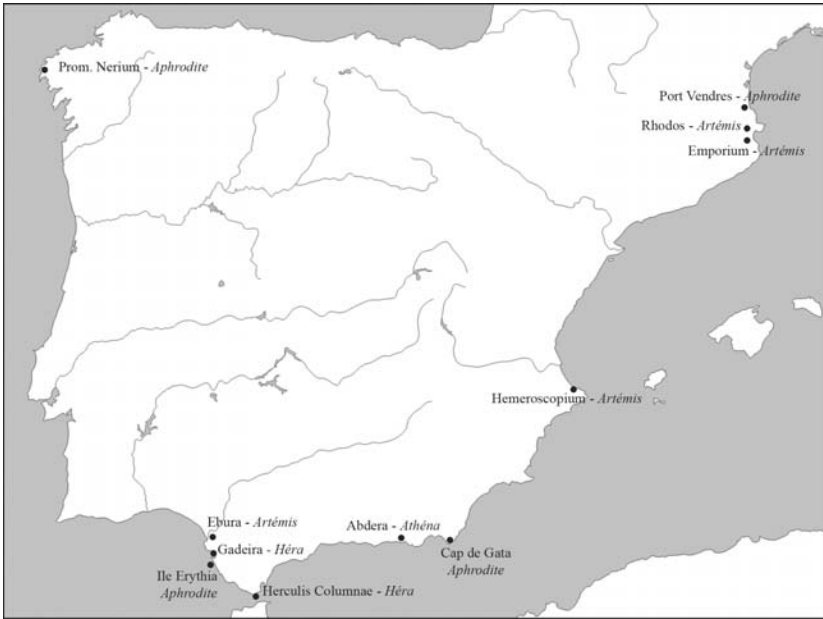 Prom. Nerium - Aphrodite
Port Vendres - Aphrodite
Rhodos - Artémis
Emporium - Artémis
Hemeroscopium - Artémis
Ebura - Artémis
Abdera - Athéna
Gadeira - Héra
Cap de Gata
Aphrodite
Ile Erythia
Aphrodite
Herculis Columnae - Héra